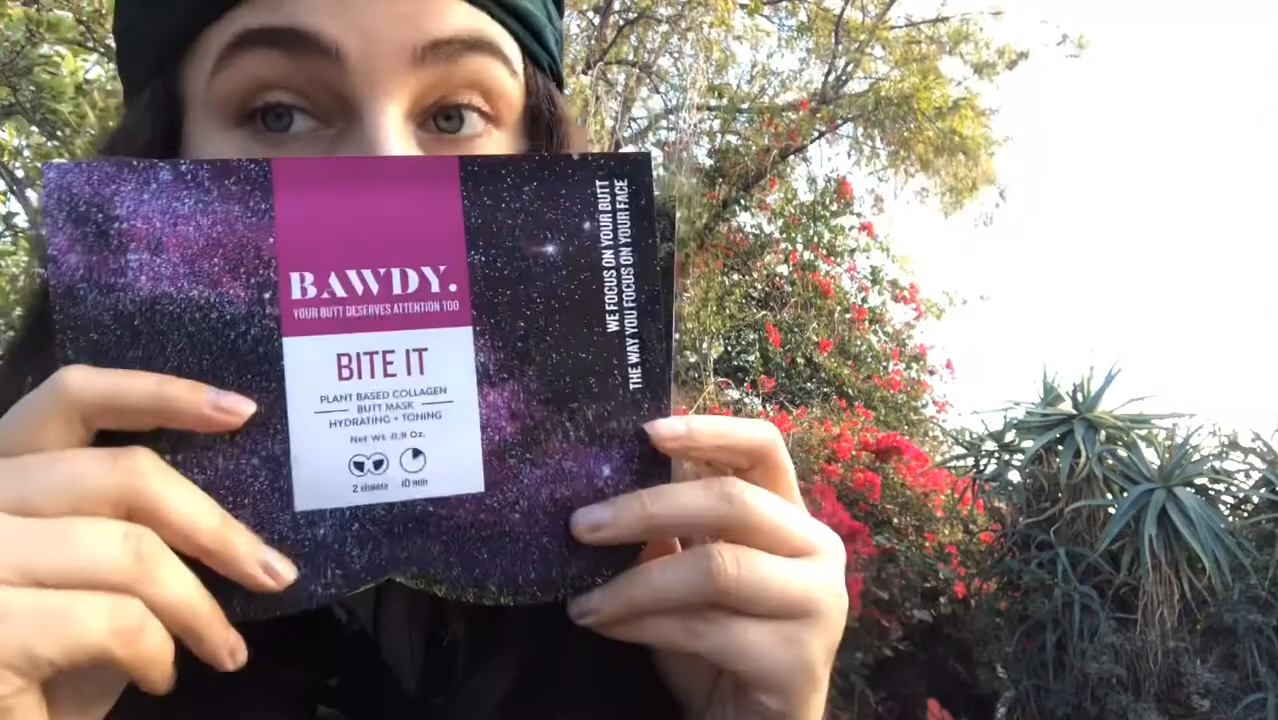 BAWDY.
YOUR BUTT DESERVES ATTENTION TOO
BITE IT
PLANT BASED COLLAGEN
BUTT MASK
HYDRATING + TONING
Net Wt. 0.9 Oz.
2 sheets 10 min
WE FOCUS ON YOUR BUTT
THE WAY YOU FOCUS ON YOUR FACE